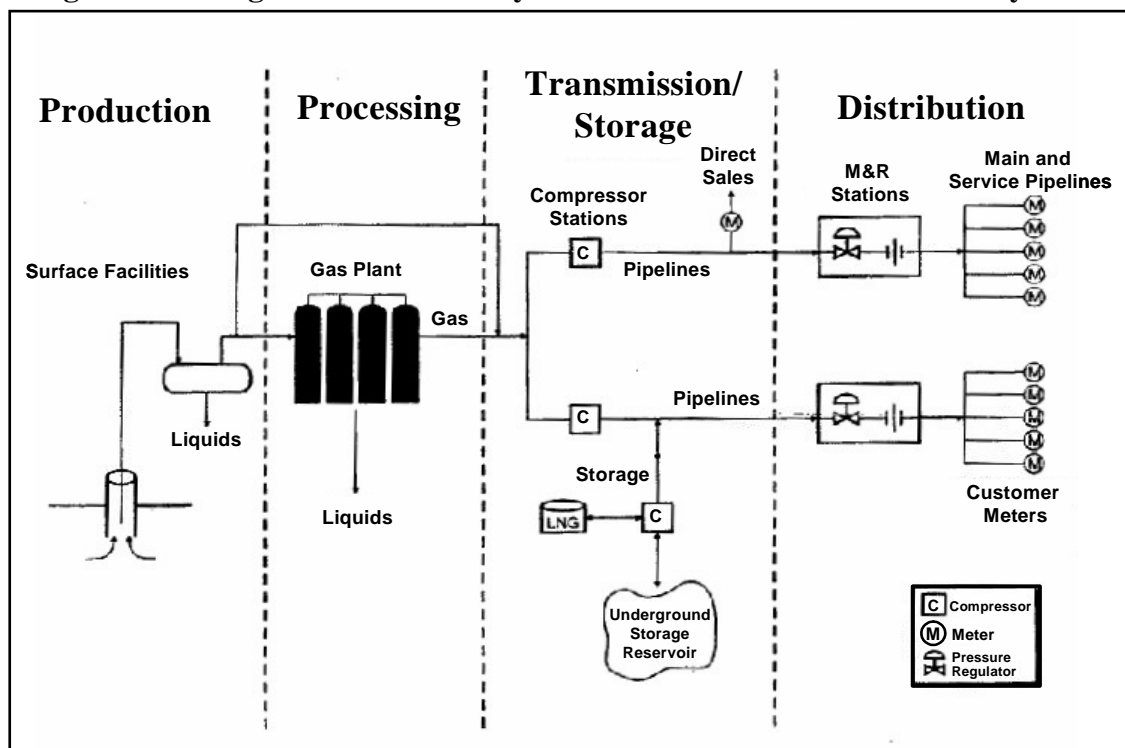 Production
Processing
Transmission/
Storage
Distribution
Direct
Sales
M&R
Stations
Main and
Service Pipelines
Compressor
Stations
M
M
M
M
M
M
C
Pipelines
Surface Facilities
Gas Plant
Gas
Liquids
C
Pipelines
M
M
M
M
M
Storage
Liquids
LNG
C
Customer
Meters
Underground
Storage
Reservoir
C Compressor
M Meter
Pressure
Regulator